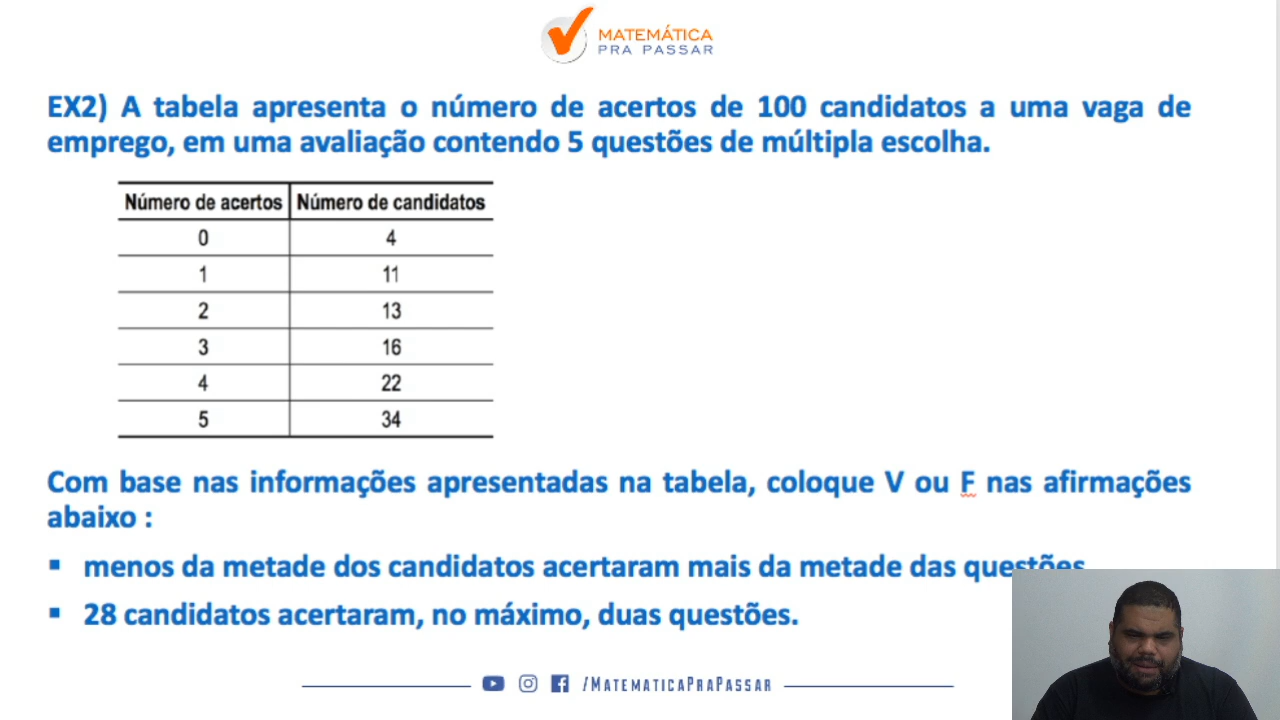 MATEMÁTICA
PRA PASSAR
EX2) A tabela apresenta o número de acertos de 100 candidatos a uma vaga de
emprego, em uma avaliação contendo 5 questões de múltipla escolha.
Número de acertos Número de candidatos
0 4
1 11
2 13
3 16
4 22
5 34
Com base nas informações apresentadas na tabela, coloque V ou F nas afirmações
abaixo :
▪ menos da metade dos candidatos acertaram mais da metade das questões
▪ 28 candidatos acertaram, no máximo, duas questões.
/MATEMATICAPRAPASSAR